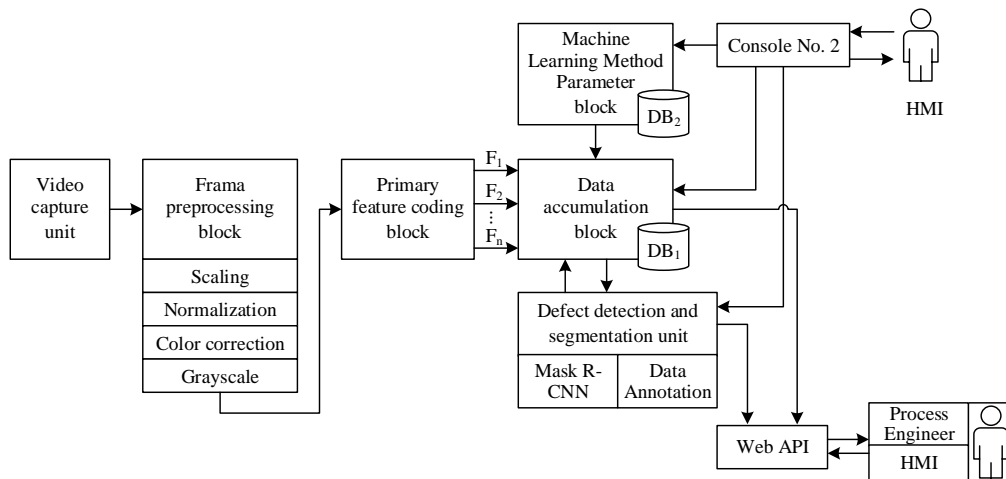 Video
capture
unit
Frama
preprocessing
block
Scaling
Normalization
Color correction
Grayscale
Primary
feature coding
block
F₁
F₂
...
Fₙ
Machine
Learning Method
Parameter
block
DB₂
Console No. 2
HMI
Data
accumulation
block
DB₁
Defect detection and
segmentation unit
Mask R-
CNN
Data
Annotation
Web API
Process
Engineer
HMI